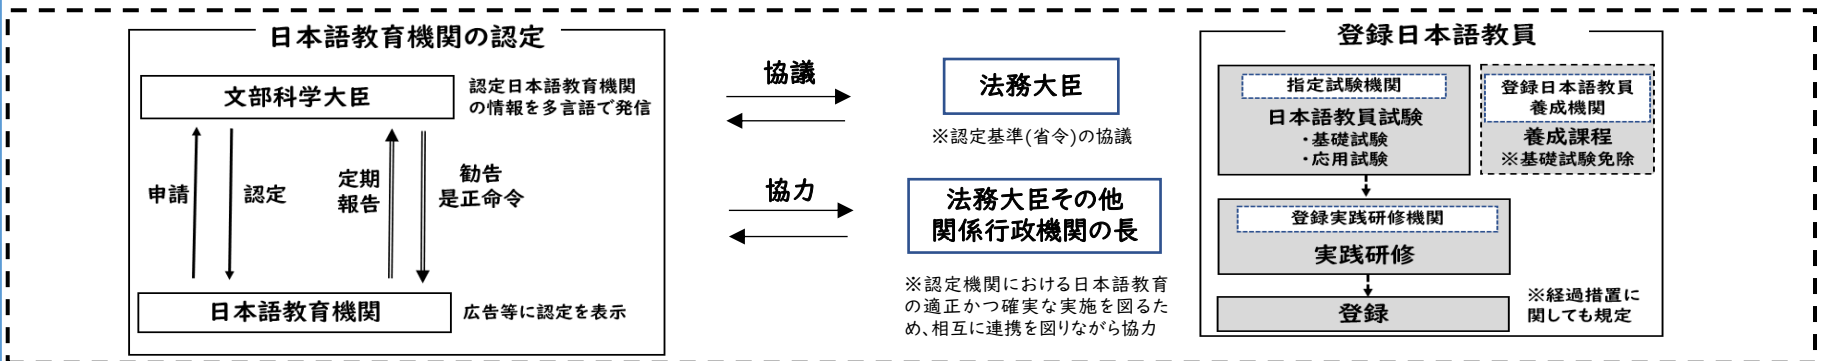 日本語教育機関の認定
文部科学大臣
認定日本語教育機関
の情報を多言語で発信
申請
認定
定期
報告
勧告
是正命令
日本語教育機関
広告等に認定を表示
協議
法務大臣
※認定基準(省令)の協議
協力
法務大臣その他
関係行政機関の長
※認定機関における日本語教育
の適正かつ確実な実施を図るた
め、相互に連携を図りながら協力
登録日本語教員
指定試験機関
日本語教員試験
・基礎試験
・応用試験
登録日本語教員
養成機関
養成課程
※基礎試験免除
登録実践研修機関
実践研修
登録
※経過措置に
関しても規定